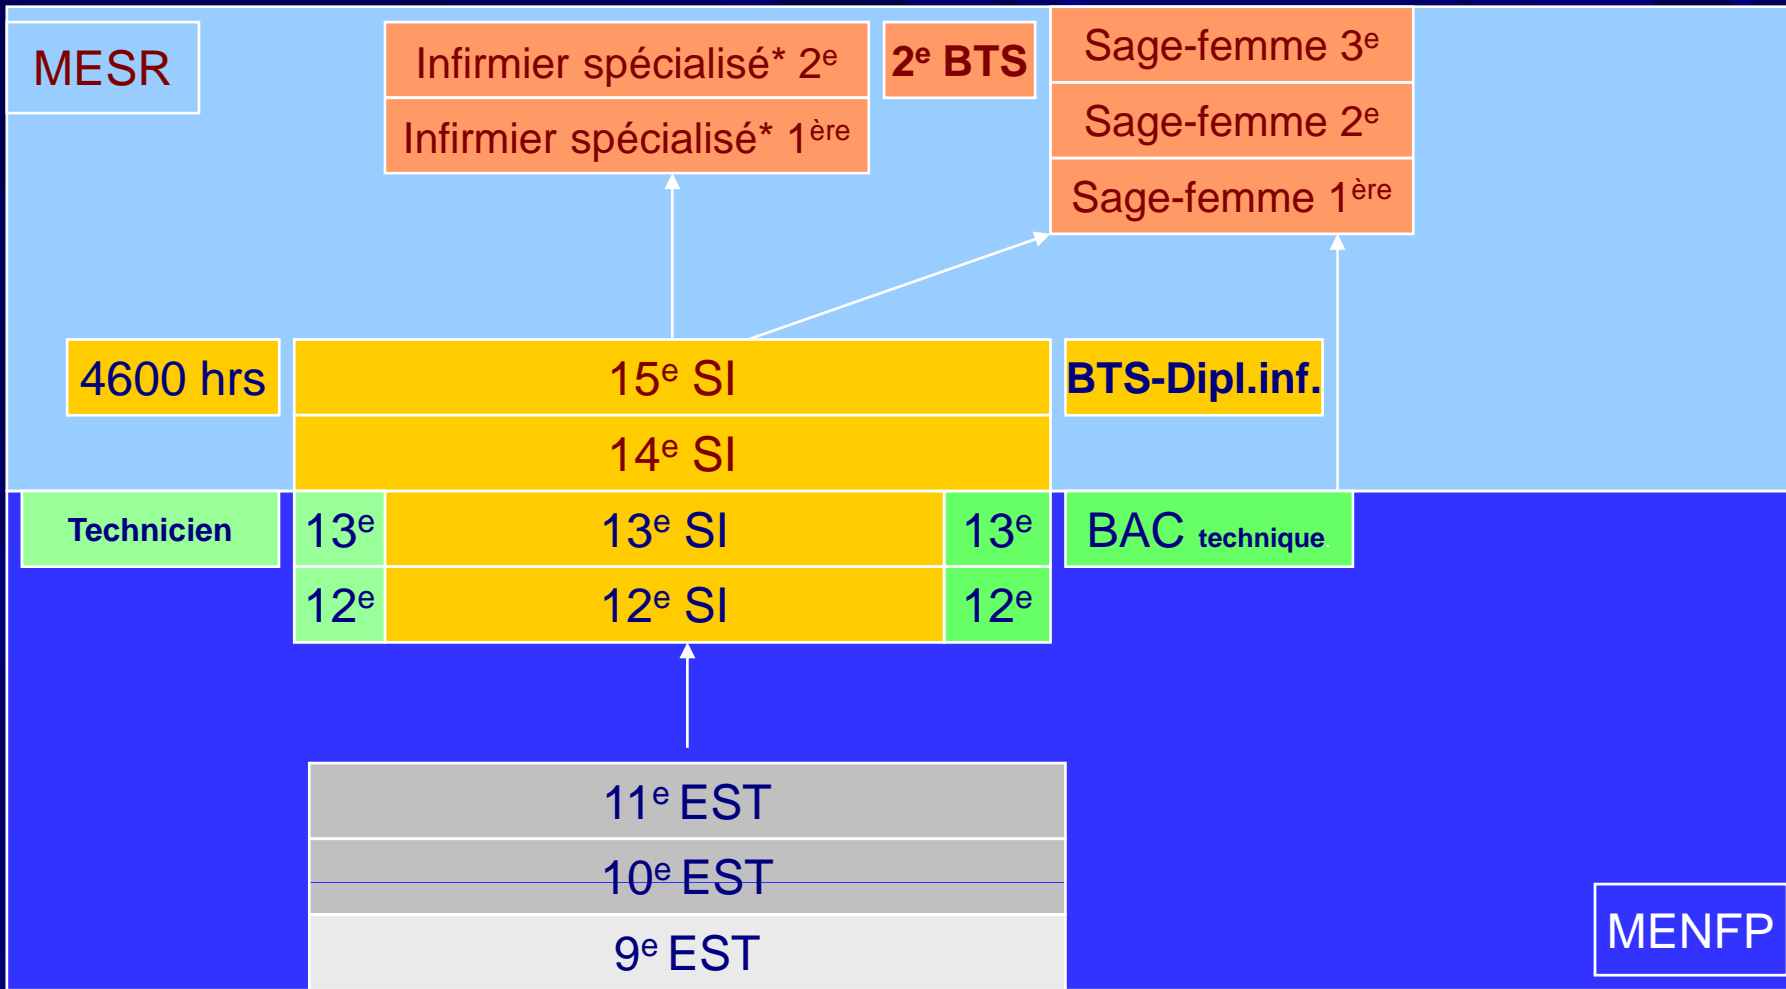 MESR
Infirmier spécialisé* 2e
2e BTS
Sage-femme 3e
Infirmier spécialisé* 1ère
Sage-femme 2e
Sage-femme 1ère
4600 hrs
15e SI
BTS-Dipl.inf.
14e SI
Technicien
13e
13e SI
13e
BAC technique
12e
12e SI
12e
11e EST
10e EST
9e EST
MENFP